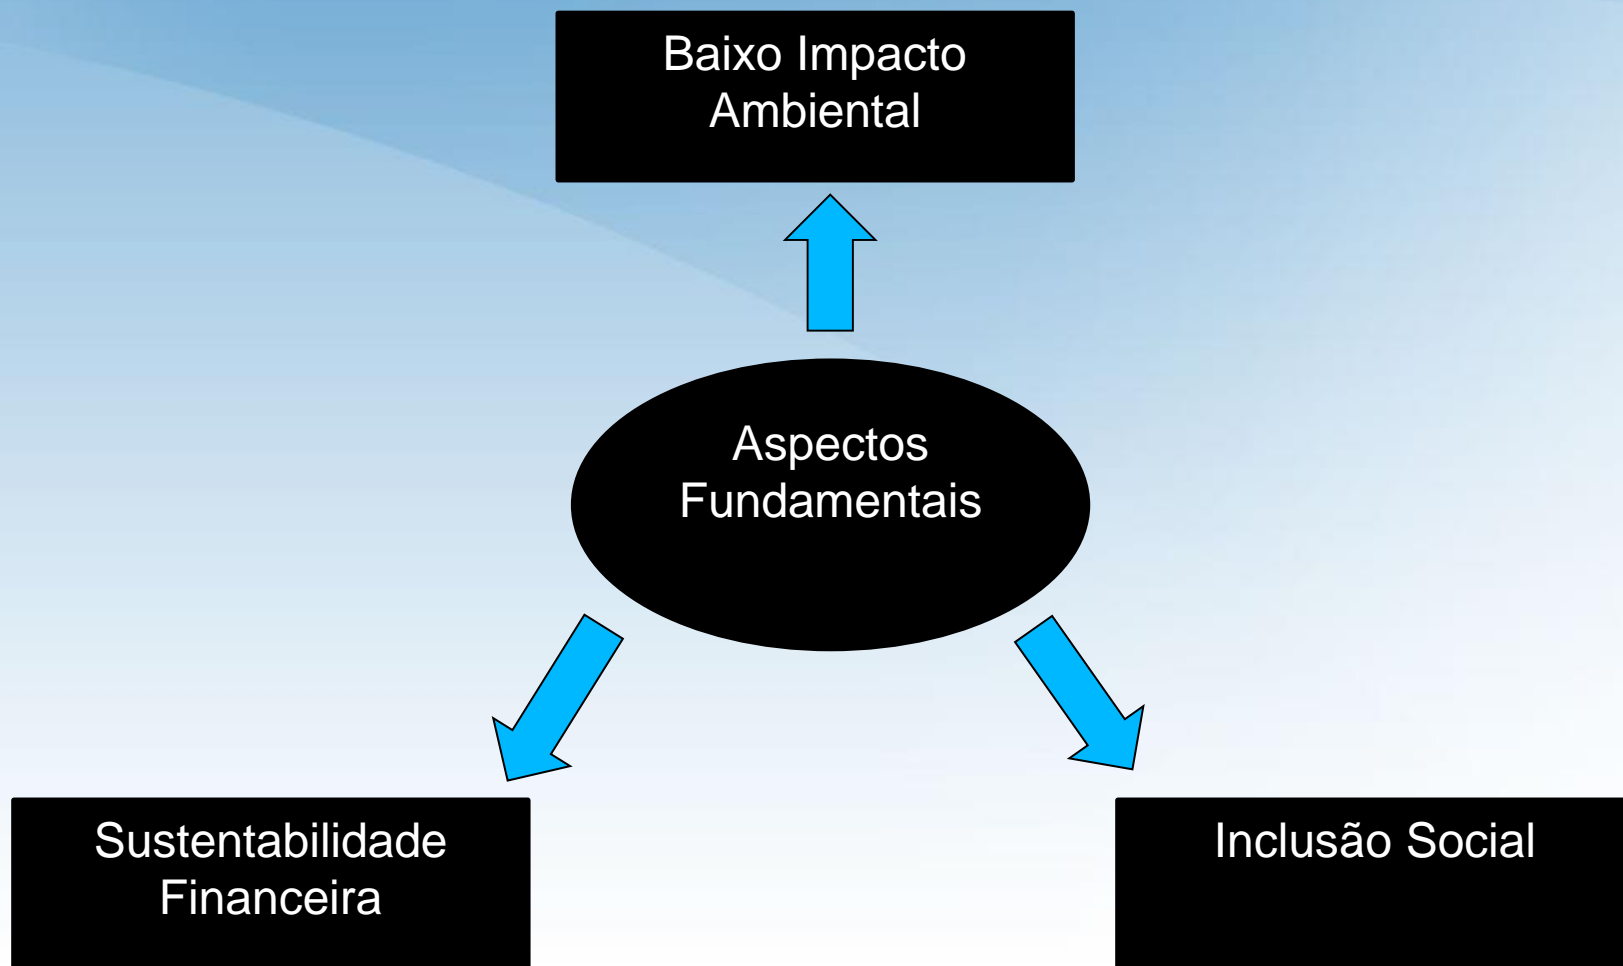 Baixo Impacto
Ambiental
Aspectos
Fundamentais
Sustentabilidade
Financeira
Inclusão Social